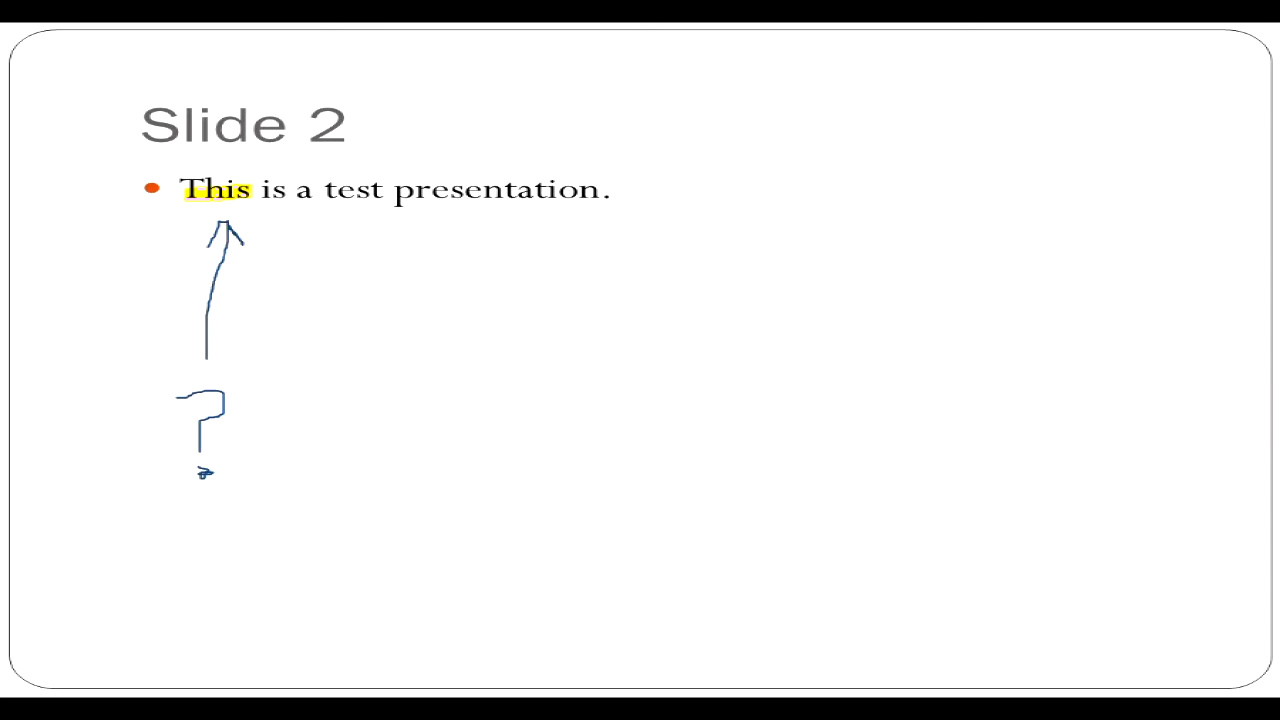 Slide 2
• This is a test presentation.
?